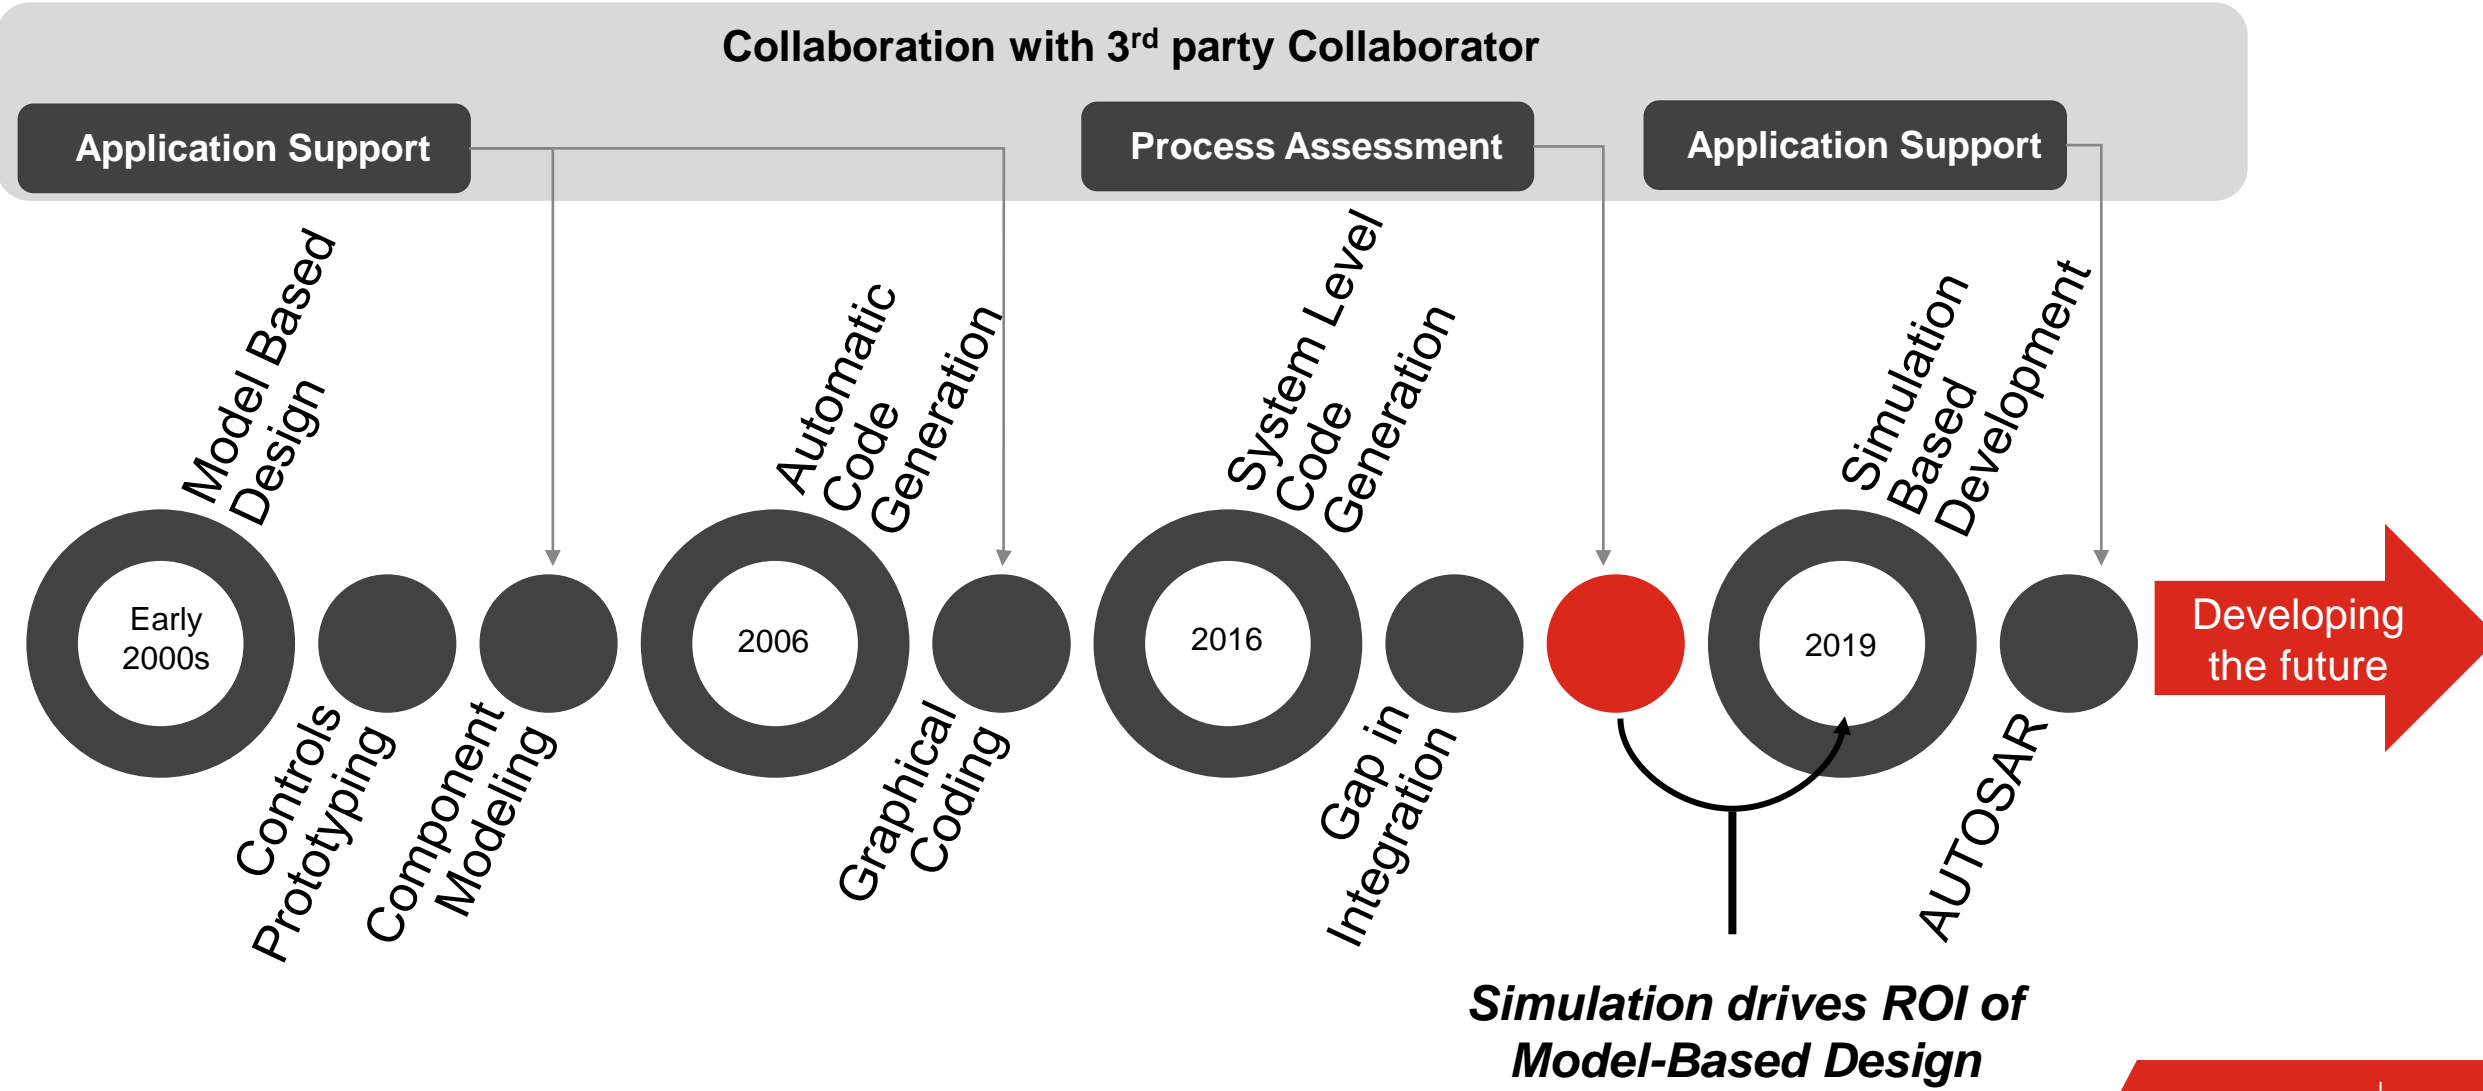 Collaboration with 3rd party Collaborator
Application Support
Process Assessment
Application Support
Model Based
Design
Automatic
Code
Generation
System Level
Code
Generation
Simulation
Based
Development
Early
2000s
2006
2016
2019
Developing
the future
Controls
Prototyping
Component
Modeling
Graphical
Coding
Gap in
Integration
AUTOSAR
Simulation drives ROI of
Model-Based Design